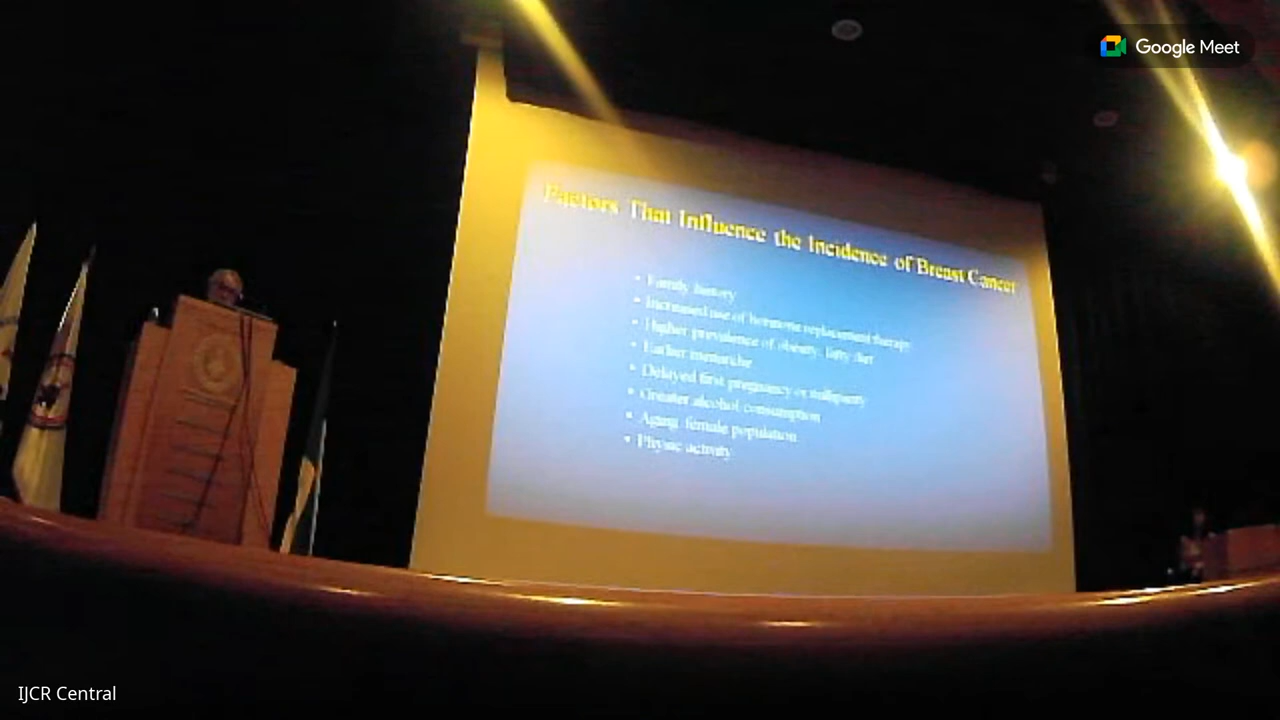 Google Meet
Factors That Influence the Incidence of Breast Cancer
• Family history
• Increased use of hormone replacement therapy
• Higher prevalence of obesity, fatty diet
• Earlier menarche
• Delayed first pregnancy or nulliparity
• Greater alcohol consumption
• Aging female population
• Physic activity
IJCR Central